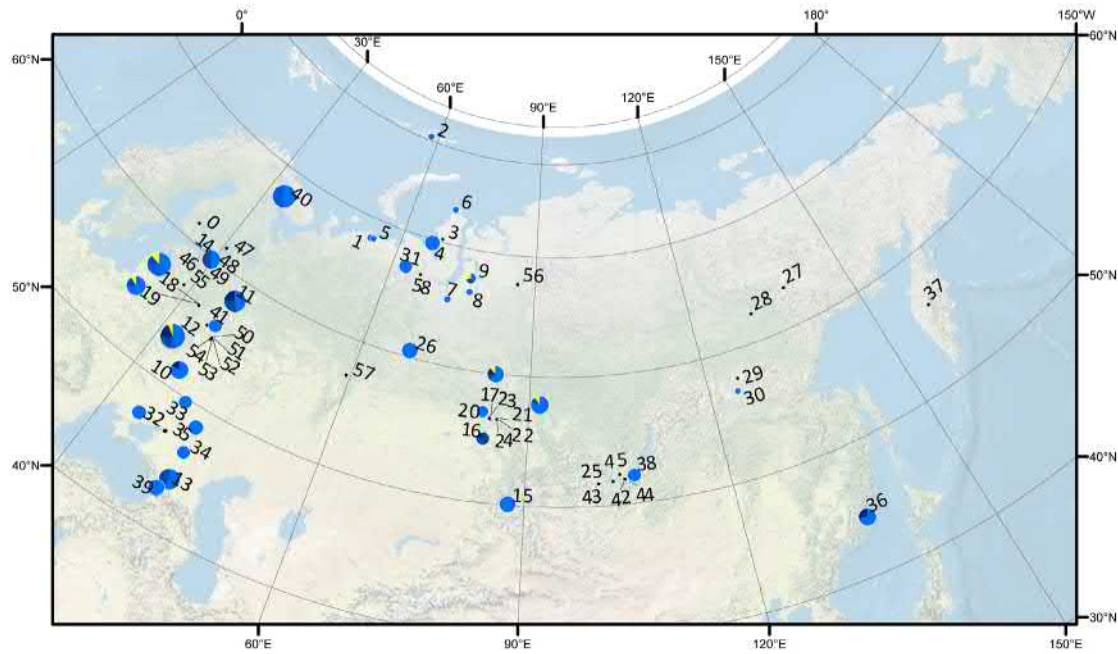 0° 180° 150°W
60°N 30°E 150°E 60°N
60°E 90°E 120°E
2
40 6
0 5 3
14 47 1 4
48 31 9 56 27
46 49 58 7 8 28 37
50°N 18 55 11 50°N
19 41
12 50
51 26
54 53 52 57 29
10 30
17 23
33 20 21
32 35 16 24 22
40°N 34 45 38 40°N
25
39 13 43 42 44
15 36
30°N
60°E 90°E 120°E 150°E